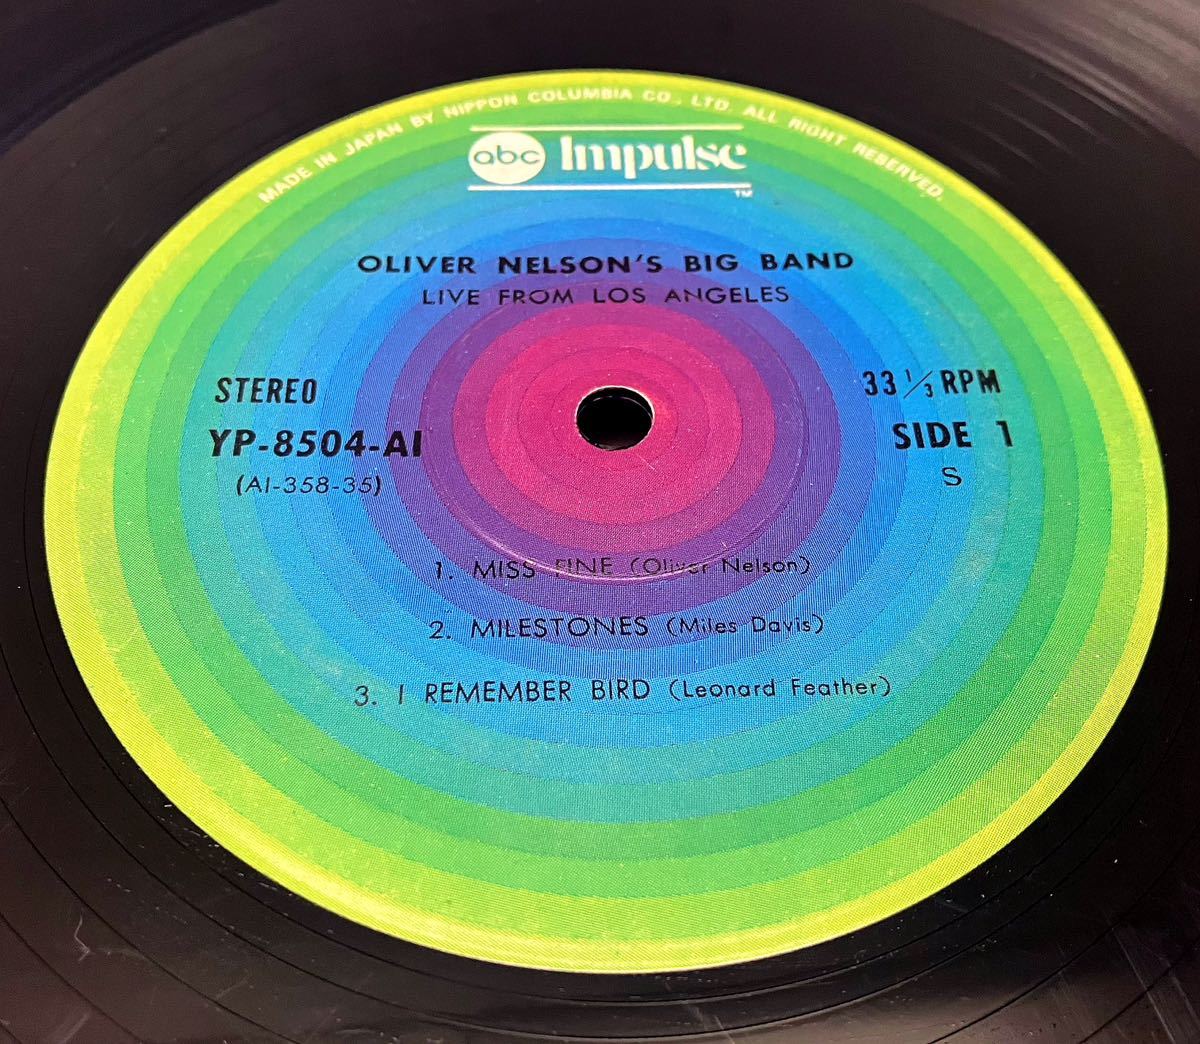 MADE IN JAPAN BY NIPPON COLUMBIA CO., LTD. ALL RIGHT RESERVED.
abc Impulse
TM
OLIVER NELSON'S BIG BAND
LIVE FROM LOS ANGELES
STEREO
YP-8504-AI
(AI-358-35)
33 1/3 RPM
SIDE 1
S
1. MISS FINE (Oliver Nelson)
2. MILESTONES (Miles Davis)
3. I REMEMBER BIRD (Leonard Feather)